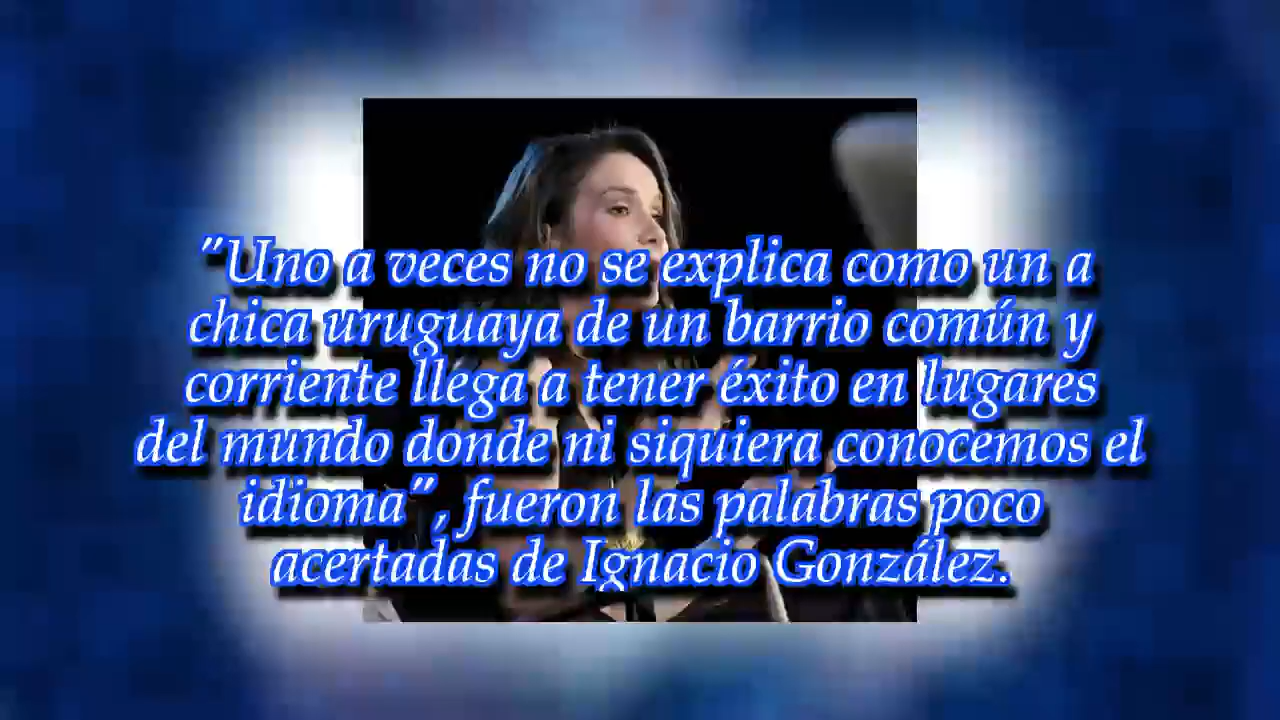 "Uno a veces no se explica como un a
chica uruguaya de un barrio común y
corriente llega a tener éxito en lugares
del mundo donde ni siquiera conocemos el
idioma", fueron las palabras poco
acertadas de Ignacio González.